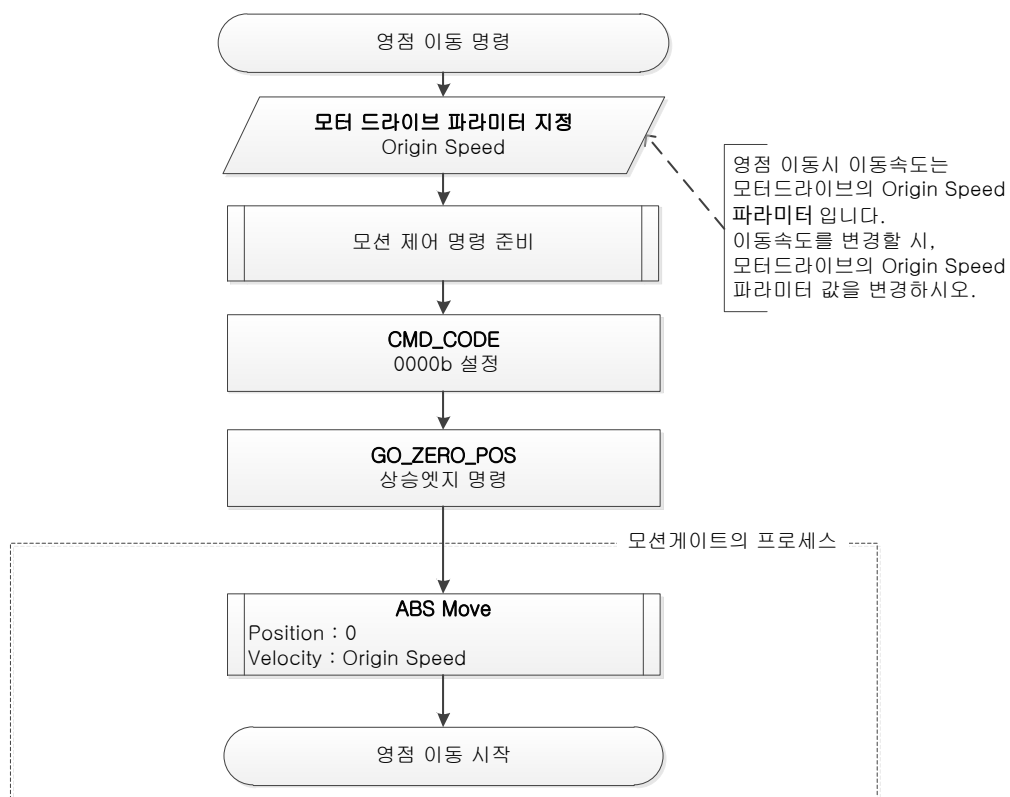 영점 이동 명령
모터 드라이브 파라미터 지정
Origin Speed
영점 이동시 이동속도는
모터드라이브의 Origin Speed
파라미터 입니다.
이동속도를 변경할 시,
모터드라이브의 Origin Speed
파라미터 값을 변경하시오.
모션 제어 명령 준비
CMD_CODE
0000b 설정
GO_ZERO_POS
상승엣지 명령
모션게이트의 프로세스
ABS Move
Position : 0
Velocity : Origin Speed
영점 이동 시작